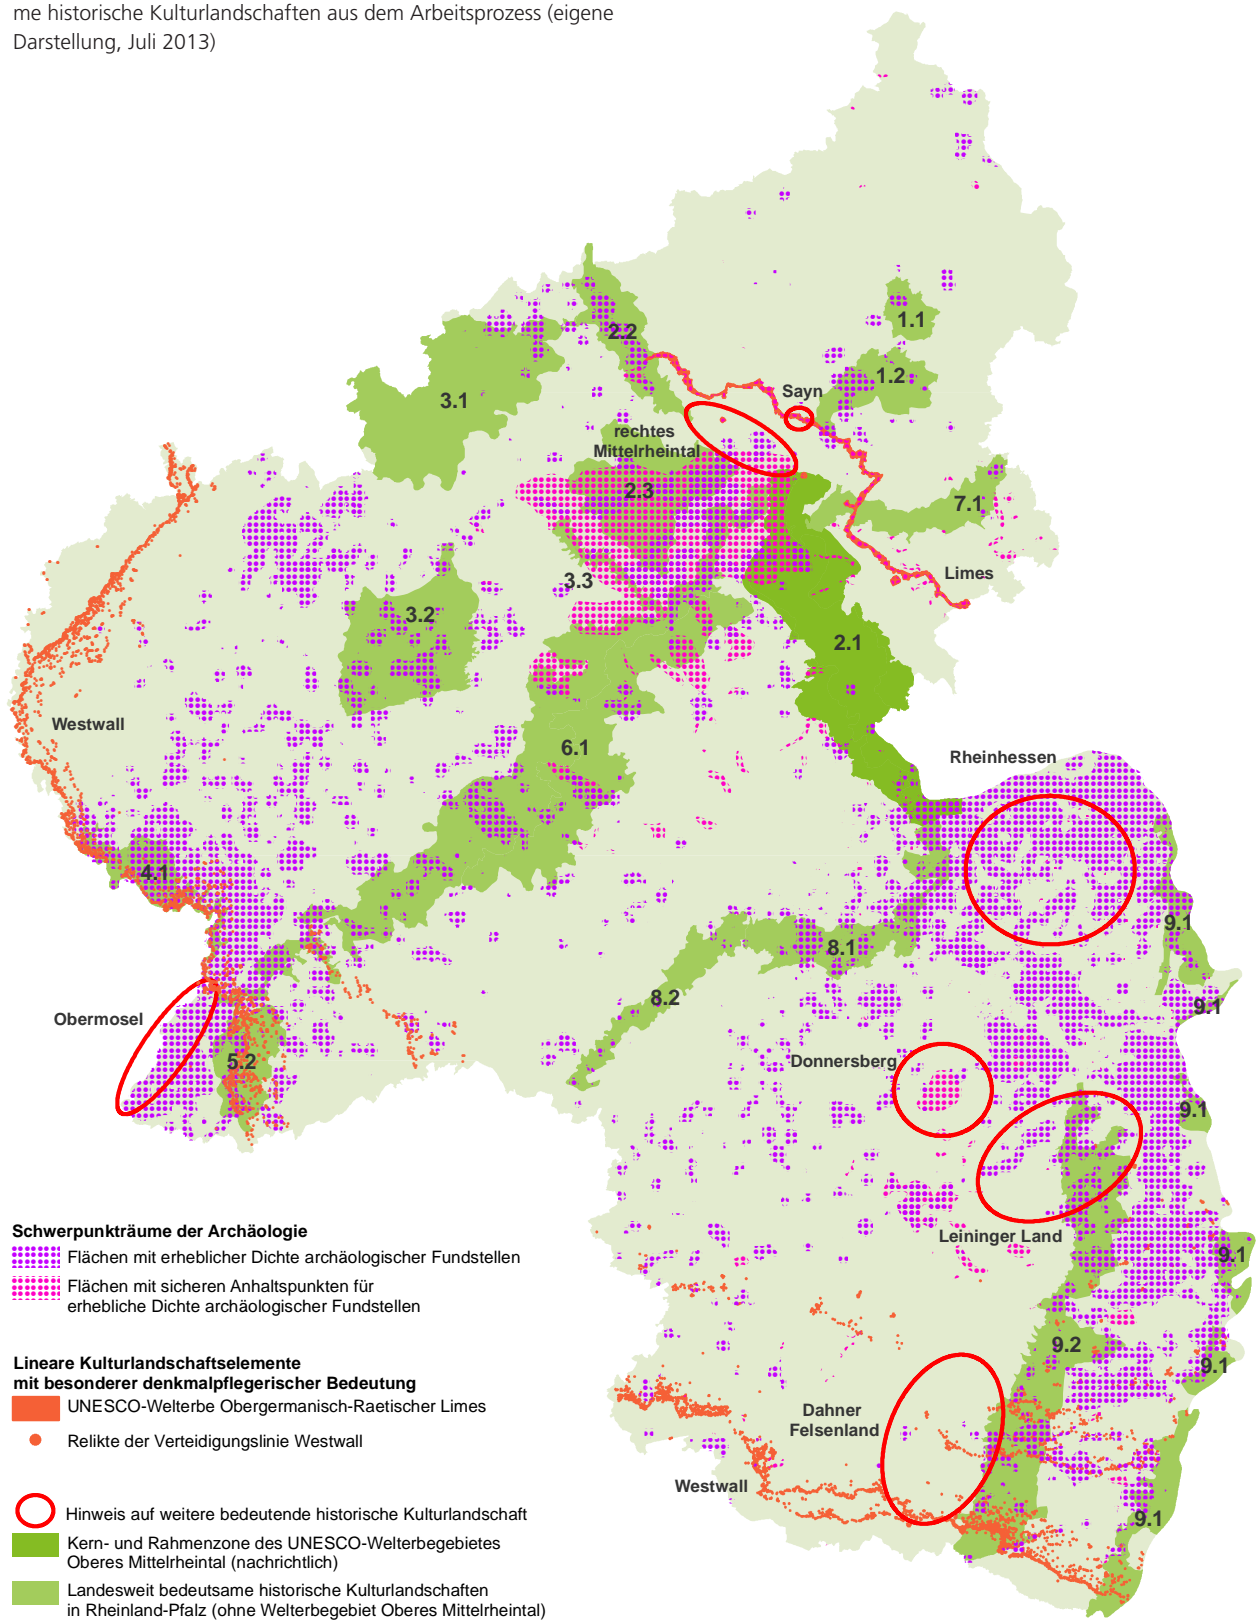 me historische Kulturlandschaften aus dem Arbeitsprozess (eigene
Darstellung, Juli 2013)
1.1
2.2
1.2
Sayn
3.1
rechtes
Mittelrheintal
2.3
7.1
Limes
3.3
3.2
2.1
Westwall
6.1
Rheinhessen
4.1
9.1
8.1
8.2
9.1
Obermosel
5.2
Donnersberg
9.1
Leininger Land
9.1
9.2
9.1
Dahner
Felsenland
Westwall
9.1
Schwerpunkträume der Archäologie
Flächen mit erheblicher Dichte archäologischer Fundstellen
Flächen mit sicheren Anhaltspunkten für
erhebliche Dichte archäologischer Fundstellen
Lineare Kulturlandschaftselemente
mit besonderer denkmalpflegerischer Bedeutung
UNESCO-Welterbe Obergermanisch-Raetischer Limes
Relikte der Verteidigungslinie Westwall
Hinweis auf weitere bedeutende historische Kulturlandschaft
Kern- und Rahmenzone des UNESCO-Welterbegebietes
Oberes Mittelrheintal (nachrichtlich)
Landesweit bedeutsame historische Kulturlandschaften
in Rheinland-Pfalz (ohne Welterbegebiet Oberes Mittelrheintal)